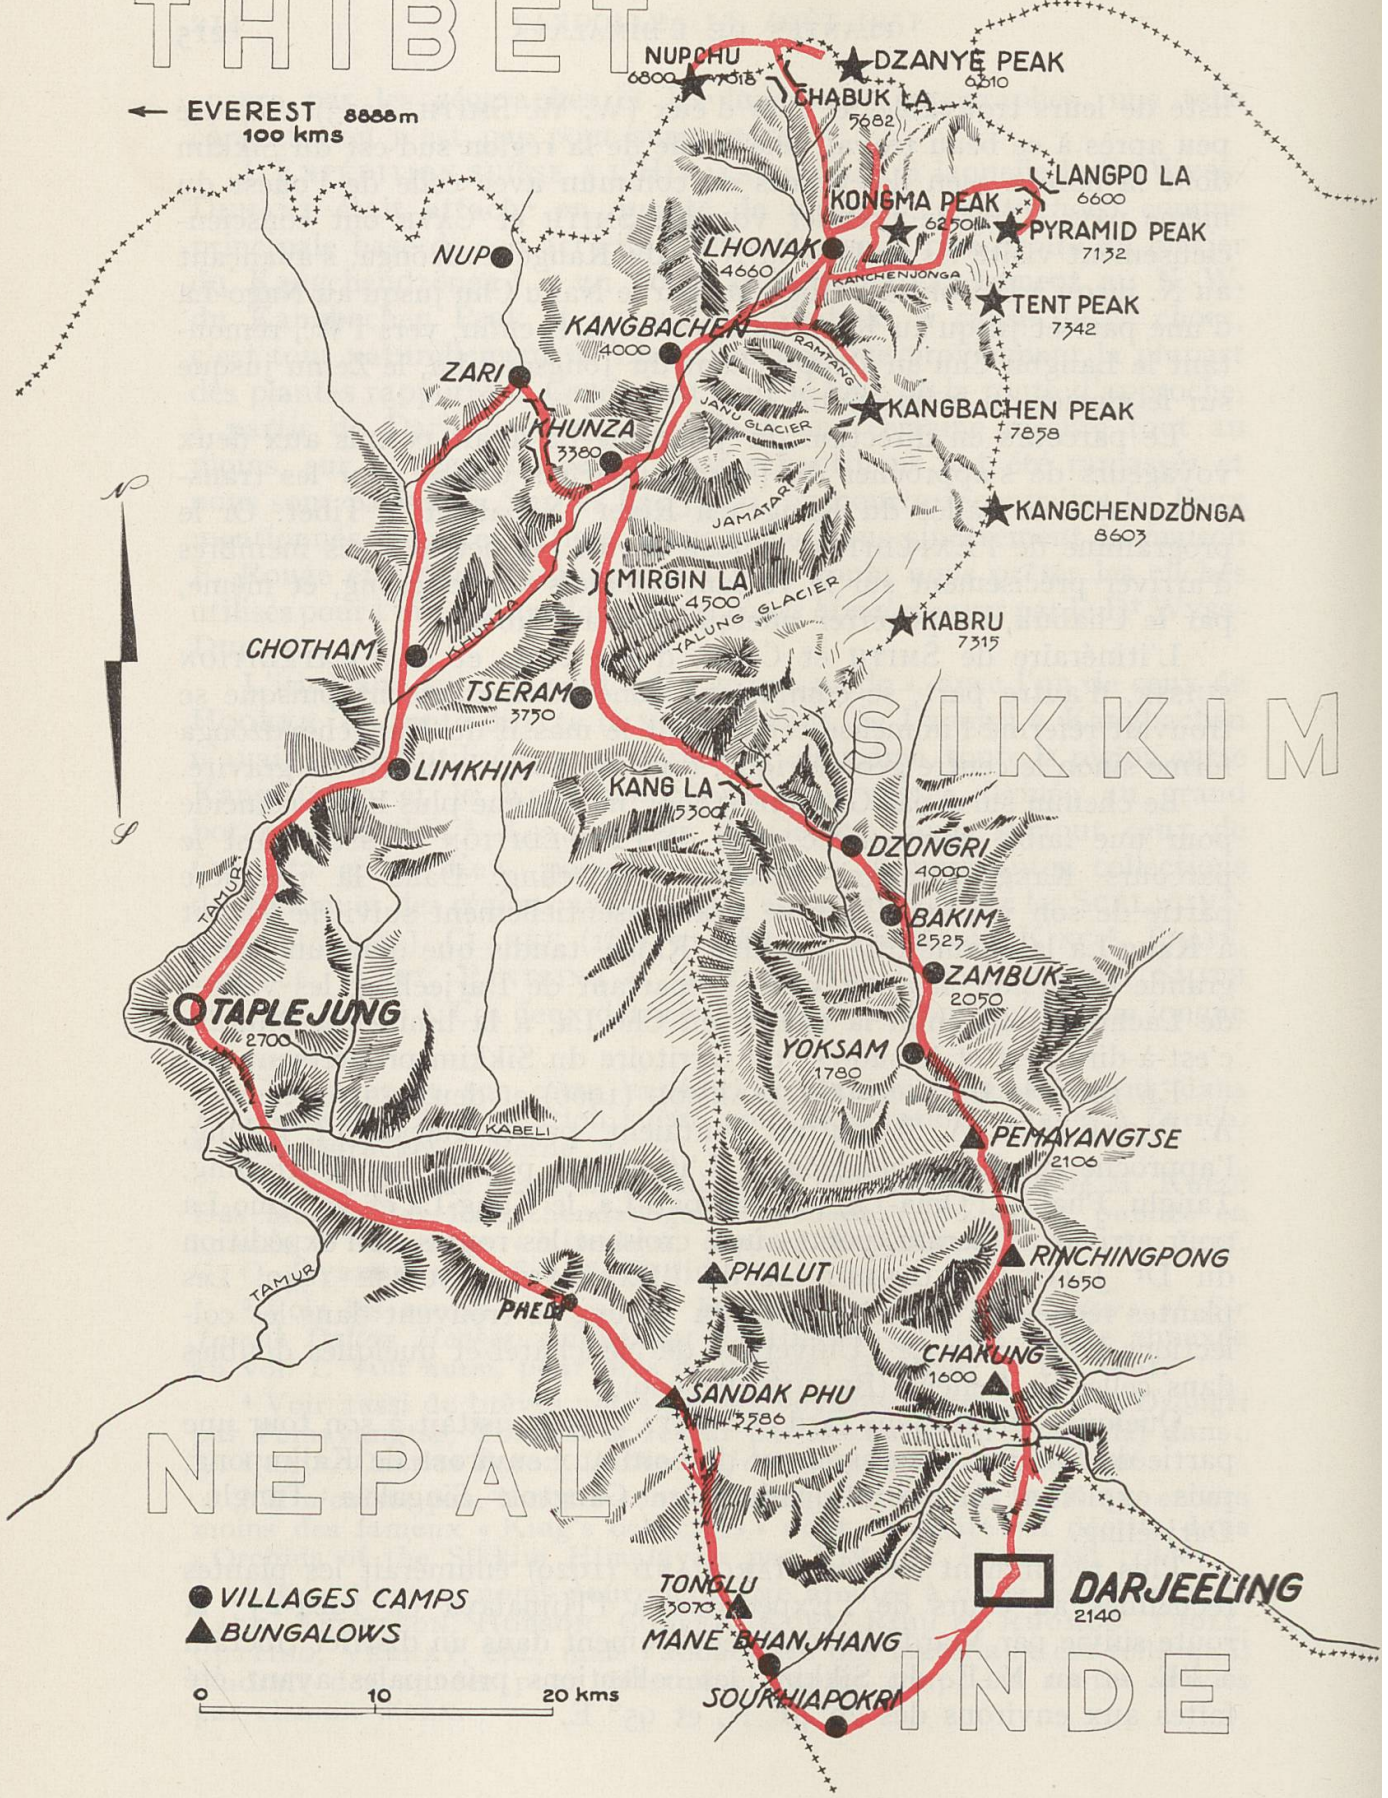 THIBET
NUPCHU
6800 7018
DZANYE PEAK
6310
← EVEREST 8888m
100 kms
CHABUK LA
5682
LANGPO LA
6600
KONGMA PEAK
6250
PYRAMID PEAK
7132
LHONAK
4660
NUP
KANCHENJONGA
TENT PEAK
7342
KANGBACHEN
4000
RAMTANG
ZARI
JANU GLACIER
KANGBACHEN PEAK
7858
KHUNZA
3380
N
JAMATARI
KANGCHENDZÖNGA
8603
MIRGIN LA
4500
YALUNG GLACIER
KHUNZA
KABRU
7315
CHOTHAM
TSERAM
3750
SIKKIM
LIMKHIM
KANG LA
5300
S
DZONGRI
4000
TAMUR
BAKIM
2525
ZAMBUK
2050
TAPLEJUNG
2700
YOKSAM
1780
KABELI
PEMAYANGTSE
2106
RINCHINGPONG
1650
PHALUT
TAMUR
PHEDI
CHAKUNG
1600
SANDAK PHU
3586
NEPAL
DARJEELING
2140
VILLAGES CAMPS
BUNGALOWS
TONGLU
3070
MANE BHANJHANG
INDE
0 10 20 kms
SOUKHIAPOKRI